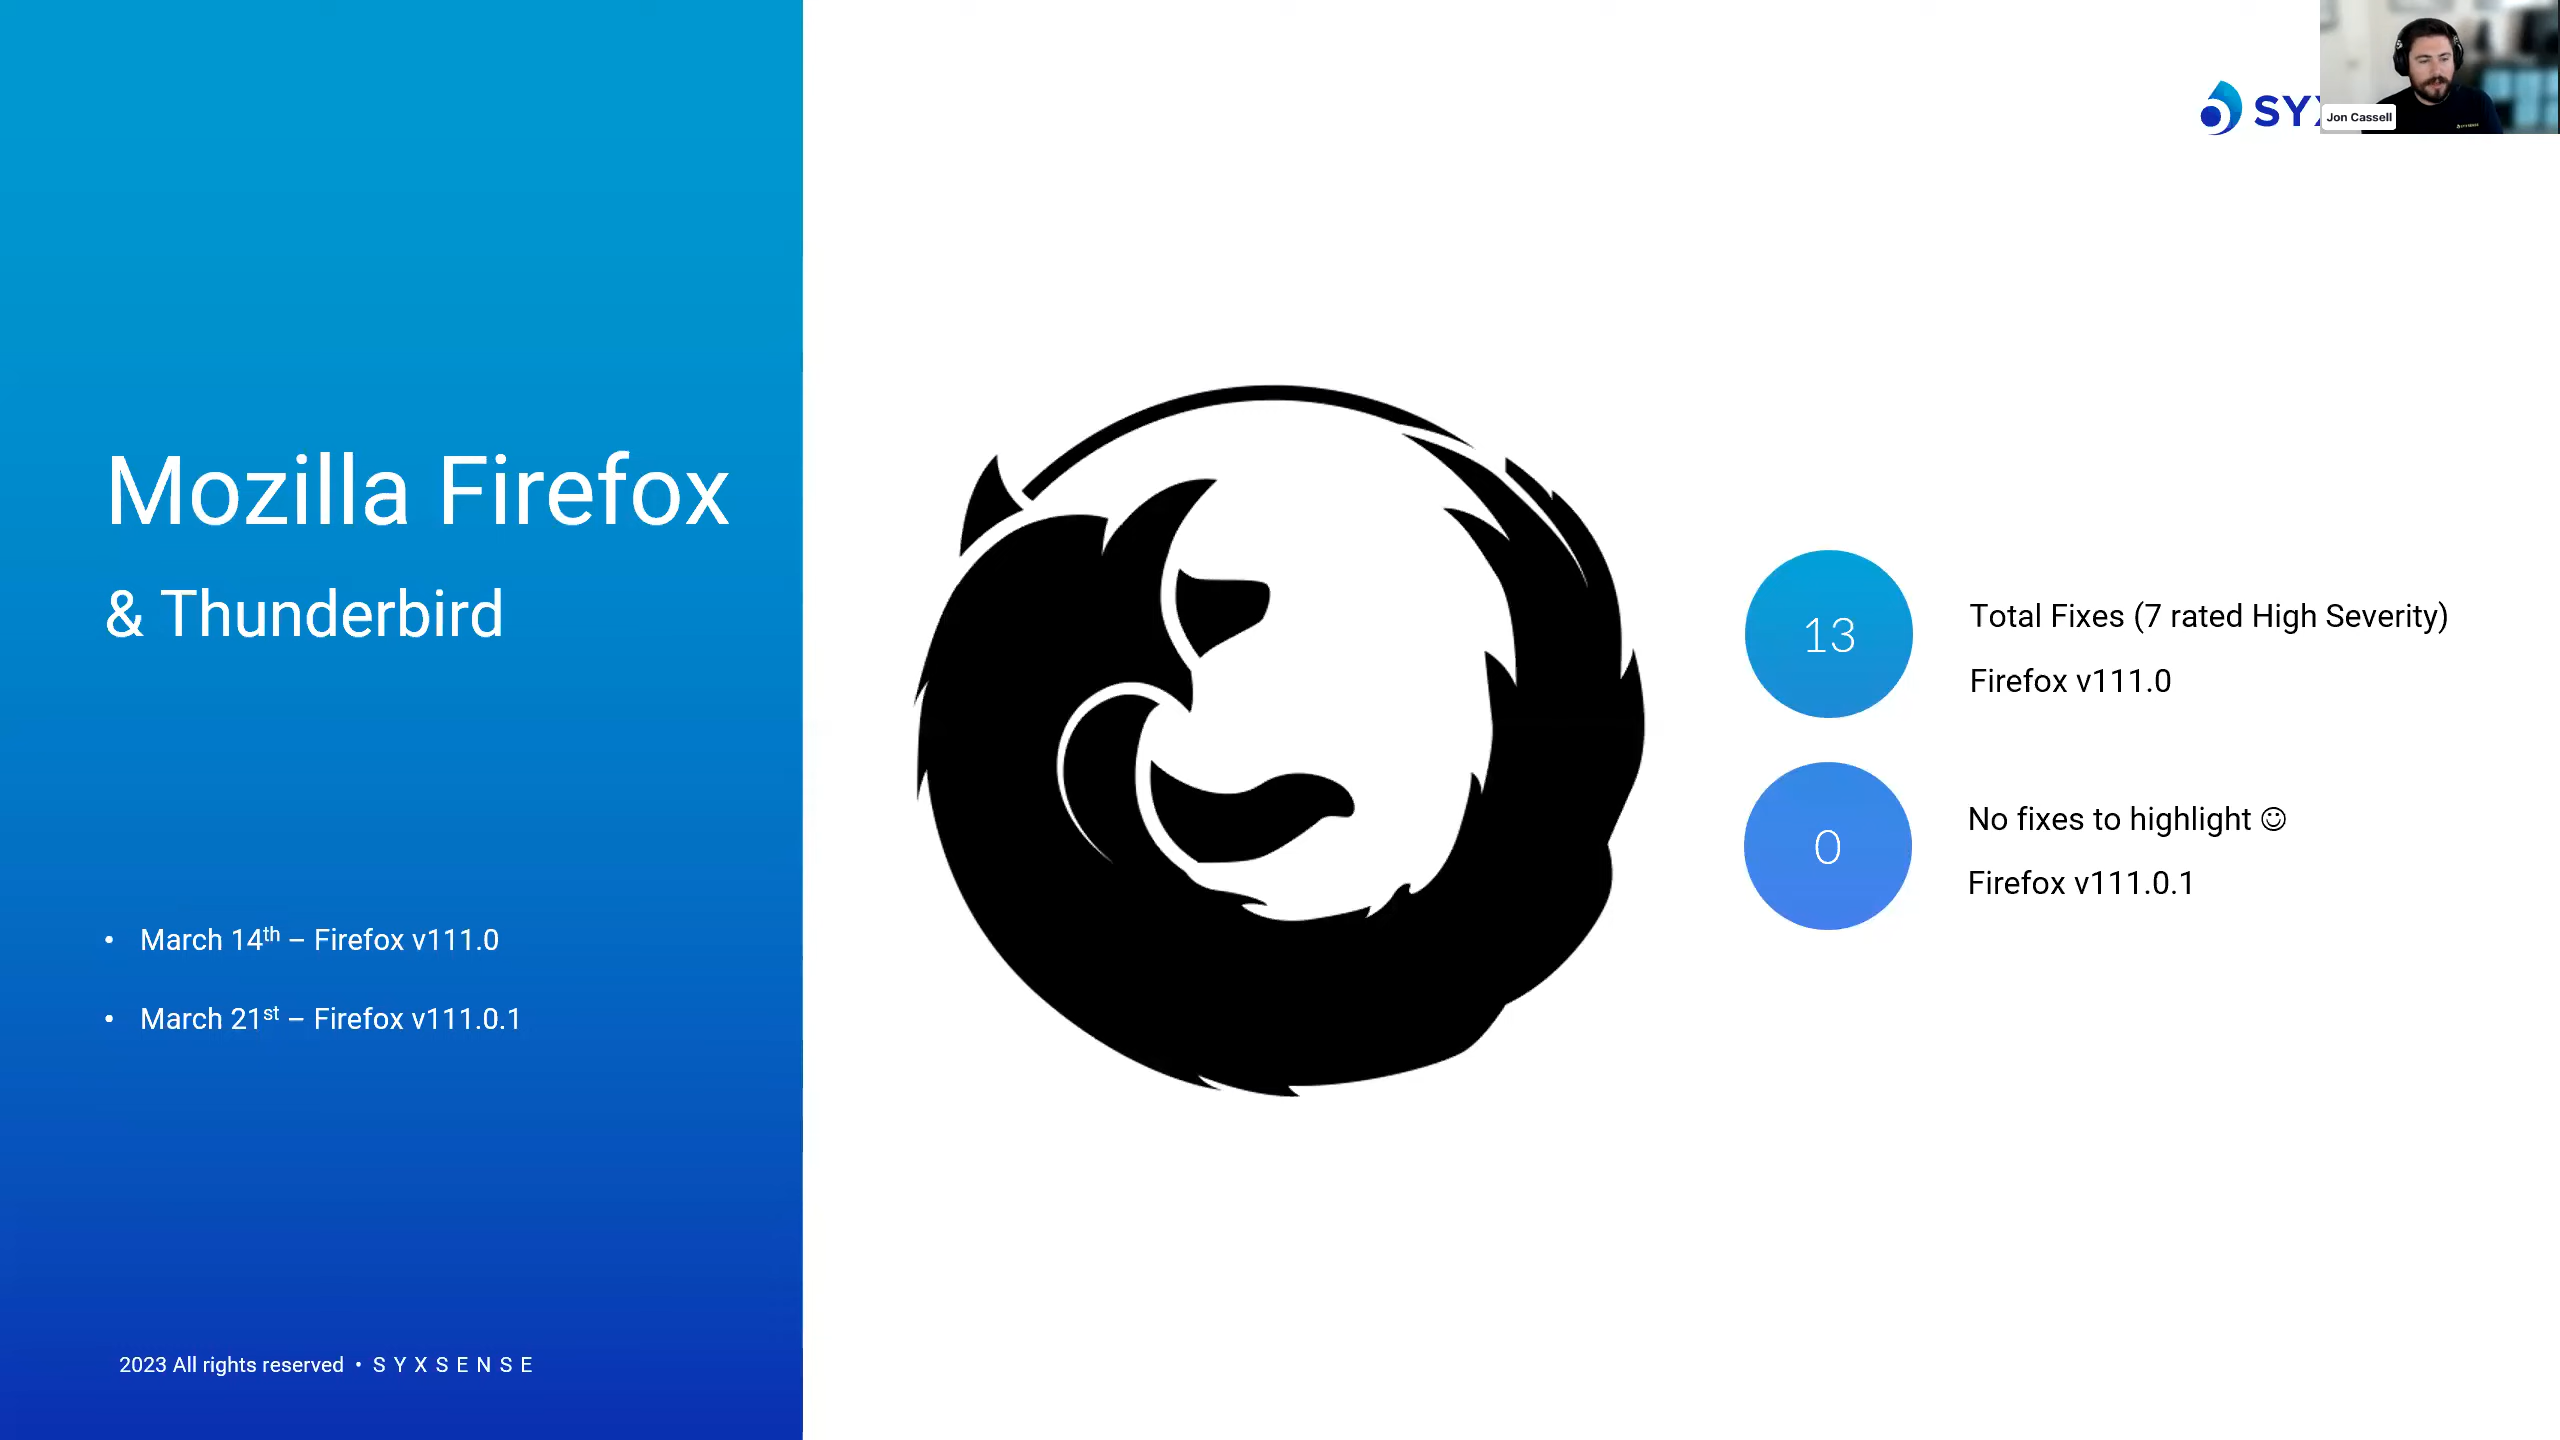 Mozilla Firefox
& Thunderbird
• March 14th – Firefox v111.0
• March 21st – Firefox v111.0.1
2023 All rights reserved • SYXSENSE
Jon Cassell
13
Total Fixes (7 rated High Severity)
Firefox v111.0
0
No fixes to highlight ☺
Firefox v111.0.1